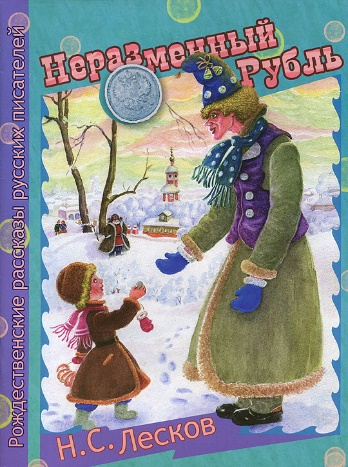 Неразменный
Рубль
Рождественские рассказы русских писателей
Н.С.Лесков